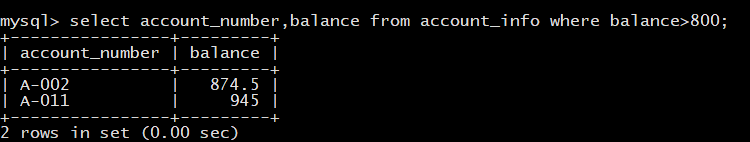 mysql> select account_number,balance from account_info where balance>800;
+----------------+---------+
| account_number | balance |
+----------------+---------+
| A-002          |   874.5 |
| A-011          |     945 |
+----------------+---------+
2 rows in set (0.00 sec)